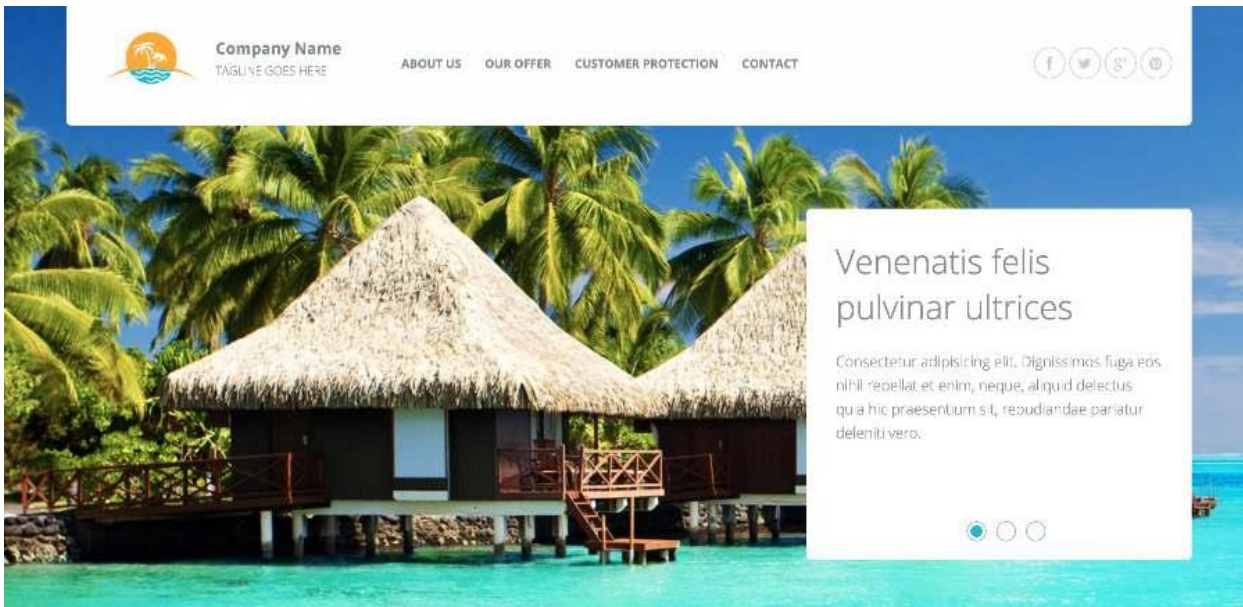 Company Name
TAGLINE GOES HERE
ABOUT US OUR OFFER CUSTOMER PROTECTION CONTACT
f g+
Venenatis felis
pulvinar ultrices
Consectetur adipisicing elit. Dignissimos fuga eos
nihil repellat et enim, neque, aliquid delectus
quia hic praesentium sit, repudiandae pariatur
deleniti vero.